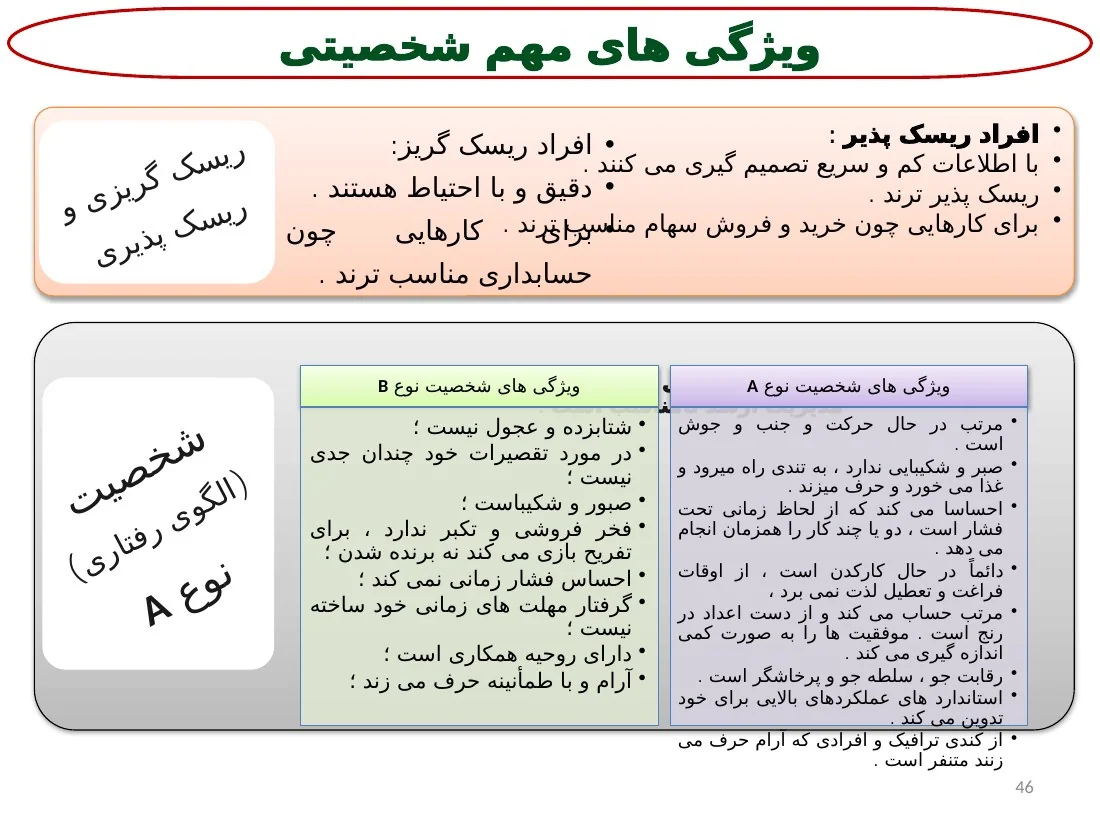 ویژگی های مهم شخصیتی
• افراد ریسک پذیر :
• با اطلاعات کم و سریع تصمیم گیری می کنند .
• ریسک پذیر ترند .
• برای کارهایی چون خرید و فروش سهام مناسب ترند .
• افراد ریسک گریز:
• دقیق و با احتیاط هستند .
• برای کارهایی چون
حسابداری مناسب ترند .
ریسک گریزی و
ریسک پذیری
ویژگی های شخصیت نوع A
• مرتب در حال حرکت و جنب و جوش
است .
• صبر و شکیبایی ندارد ، به تندی راه میرود و
غذا می خورد و حرف میزند .
• احساسا می کند که از لحاظ زمانی تحت
فشار است ، دو یا چند کار را همزمان انجام
می دهد .
• دائماً در حال کارکدن است ، از اوقات
فراغت و تعطیل لذت نمی برد ،
• مرتب حساب می کند و از دست اعداد در
رنج است . موفقیت ها را به صورت کمی
اندازه گیری می کند .
• رقابت جو ، سلطه جو و پرخاشگر است .
• استاندارد های عملکردهای بالایی برای خود
تدوین می کند .
• از کندی ترافیک و افرادی که آرام حرف می
زنند متنفر است .
ویژگی های شخصیت نوع B
• شتابزده و عجول نیست ؛
• در مورد تقصیرات خود چندان جدی
نیست ؛
• صبور و شکیباست ؛
• فخر فروشی و تکبر ندارد ، برای
تفریح بازی می کند نه برنده شدن ؛
• احساس فشار زمانی نمی کند ؛
• گرفتار مهلت های زمانی خود ساخته
نیست ؛
• دارای روحیه همکاری است ؛
• آرام و با طمأنینه حرف می زند ؛
شخصیت
(الگوی رفتاری)
نوع A
46